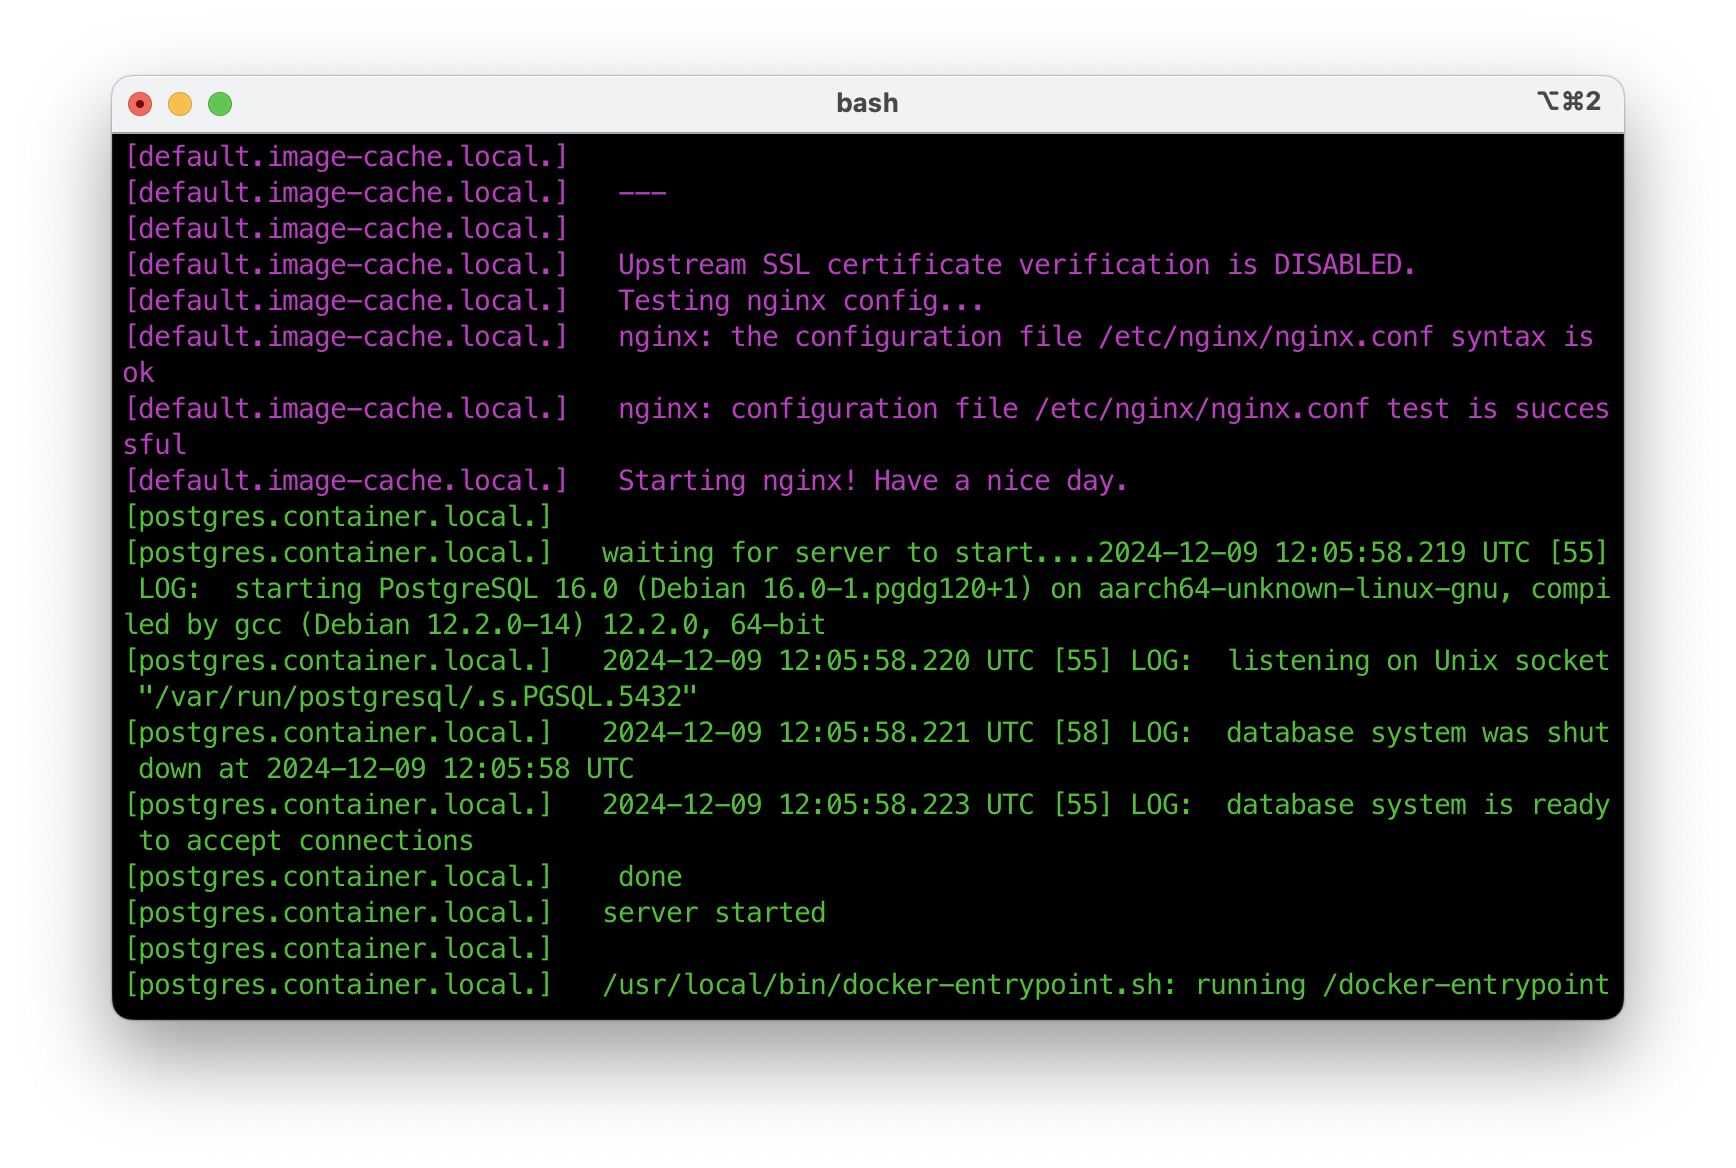 bash
⌥⌘2
[default.image-cache.local.]
[default.image-cache.local.]   ---
[default.image-cache.local.]
[default.image-cache.local.]   Upstream SSL certificate verification is DISABLED.
[default.image-cache.local.]   Testing nginx config...
[default.image-cache.local.]   nginx: the configuration file /etc/nginx/nginx.conf syntax is
ok
[default.image-cache.local.]   nginx: configuration file /etc/nginx/nginx.conf test is succes
sful
[default.image-cache.local.]   Starting nginx! Have a nice day.
[postgres.container.local.]
[postgres.container.local.]   waiting for server to start....2024-12-09 12:05:58.219 UTC [55]
 LOG:  starting PostgreSQL 16.0 (Debian 16.0-1.pgdg120+1) on aarch64-unknown-linux-gnu, compi
led by gcc (Debian 12.2.0-14) 12.2.0, 64-bit
[postgres.container.local.]   2024-12-09 12:05:58.220 UTC [55] LOG:  listening on Unix socket
 "/var/run/postgresql/.s.PGSQL.5432"
[postgres.container.local.]   2024-12-09 12:05:58.221 UTC [58] LOG:  database system was shut
 down at 2024-12-09 12:05:58 UTC
[postgres.container.local.]   2024-12-09 12:05:58.223 UTC [55] LOG:  database system is ready
 to accept connections
[postgres.container.local.]    done
[postgres.container.local.]   server started
[postgres.container.local.]
[postgres.container.local.]   /usr/local/bin/docker-entrypoint.sh: running /docker-entrypoint